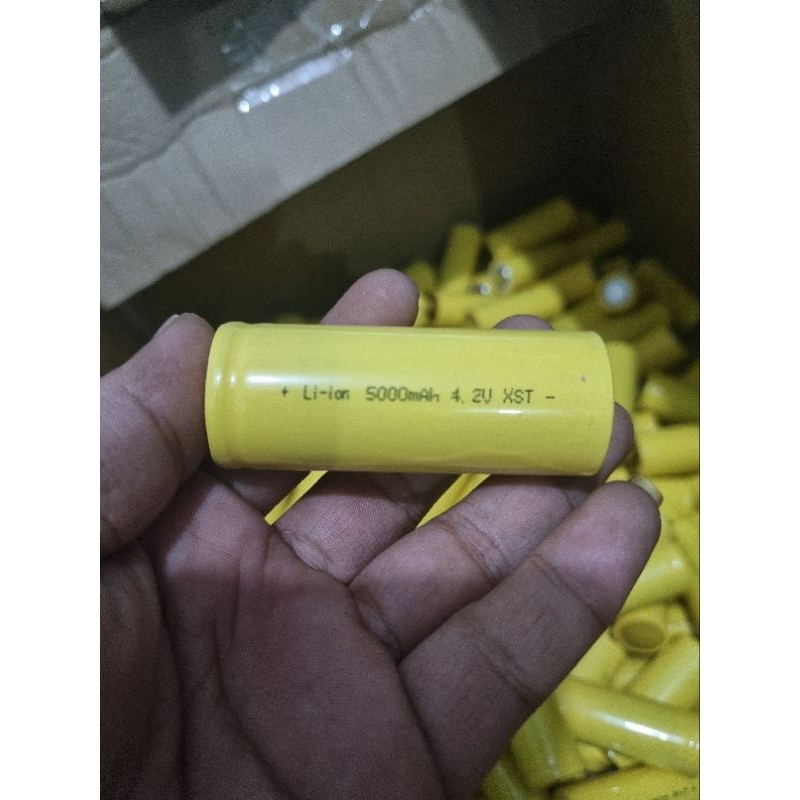 + Li-ion 5000mAh 4.2V XST -